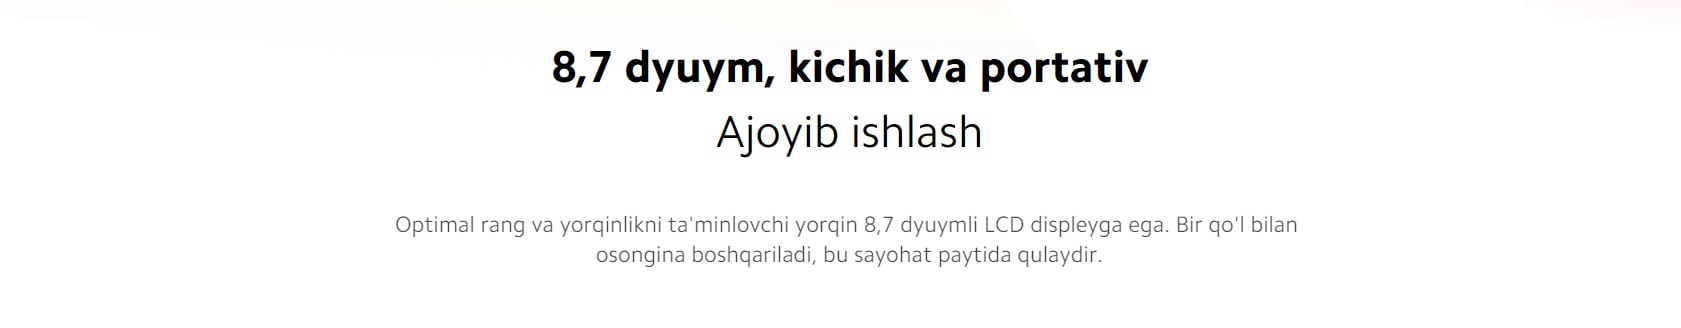 8,7 dyuym, kichik va portativ
Ajoyib ishlash
Optimal rang va yorqinlikni ta'minlovchi yorqin 8,7 dyuymli LCD displeyga ega. Bir qo'l bilan
osongina boshqariladi, bu sayohat paytida qulaydir.